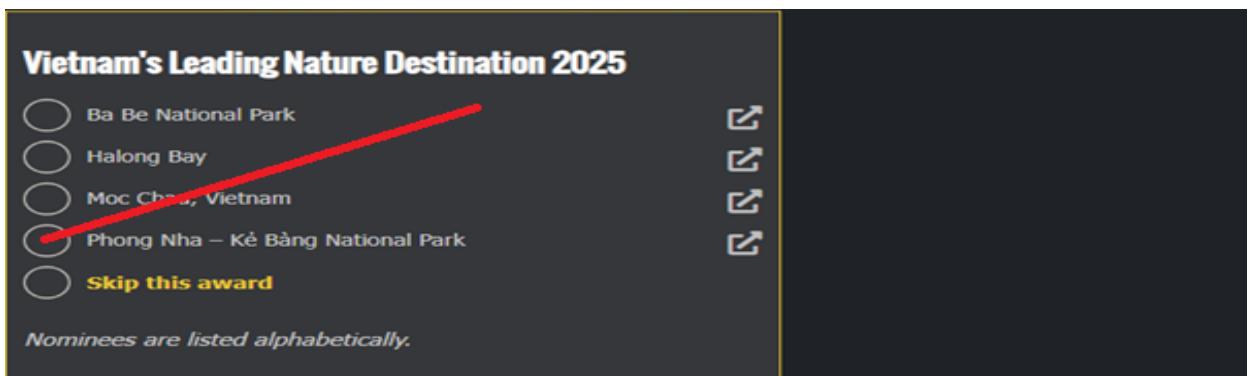 Vietnam's Leading Nature Destination 2025
Ba Be National Park
Halong Bay
Moc Chau, Vietnam
Phong Nha – Kẻ Bàng National Park
Skip this award
Nominees are listed alphabetically.